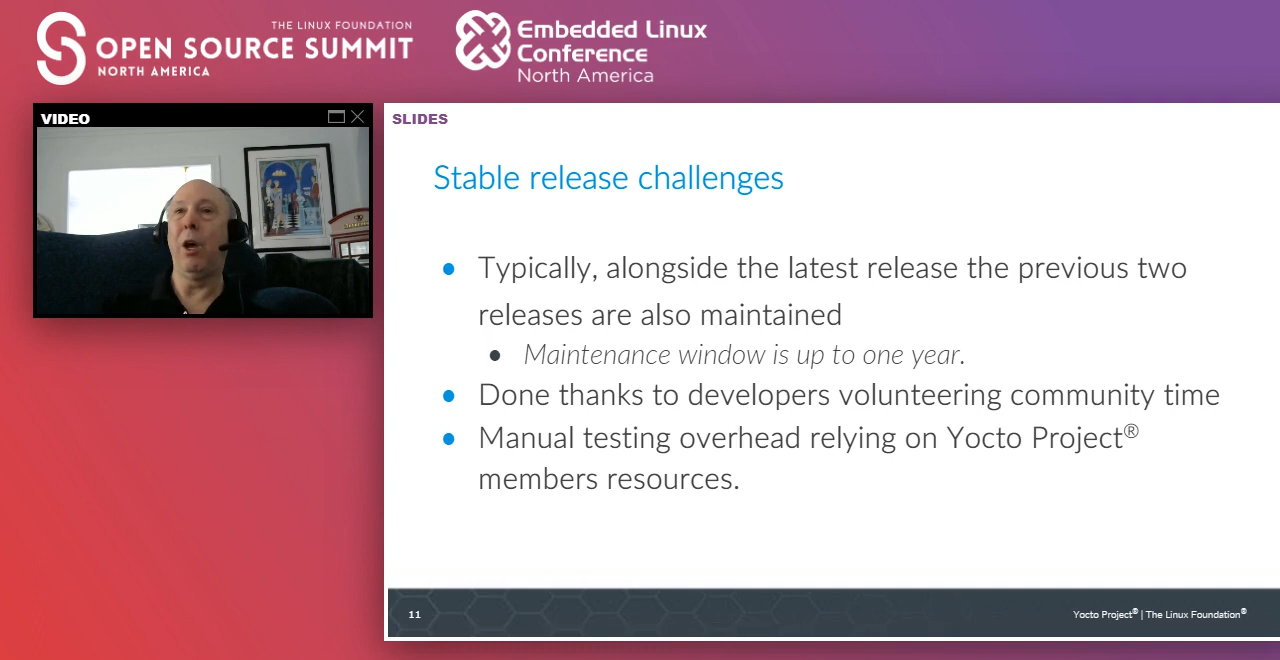 THE LINUX FOUNDATION
OPEN SOURCE SUMMIT
NORTH AMERICA
Embedded Linux
Conference
North America
VIDEO
SLIDES
Stable release challenges
● Typically, alongside the latest release the previous two
releases are also maintained
● Maintenance window is up to one year.
● Done thanks to developers volunteering community time
● Manual testing overhead relying on Yocto Project®
members resources.
11
Yocto Project® | The Linux Foundation®